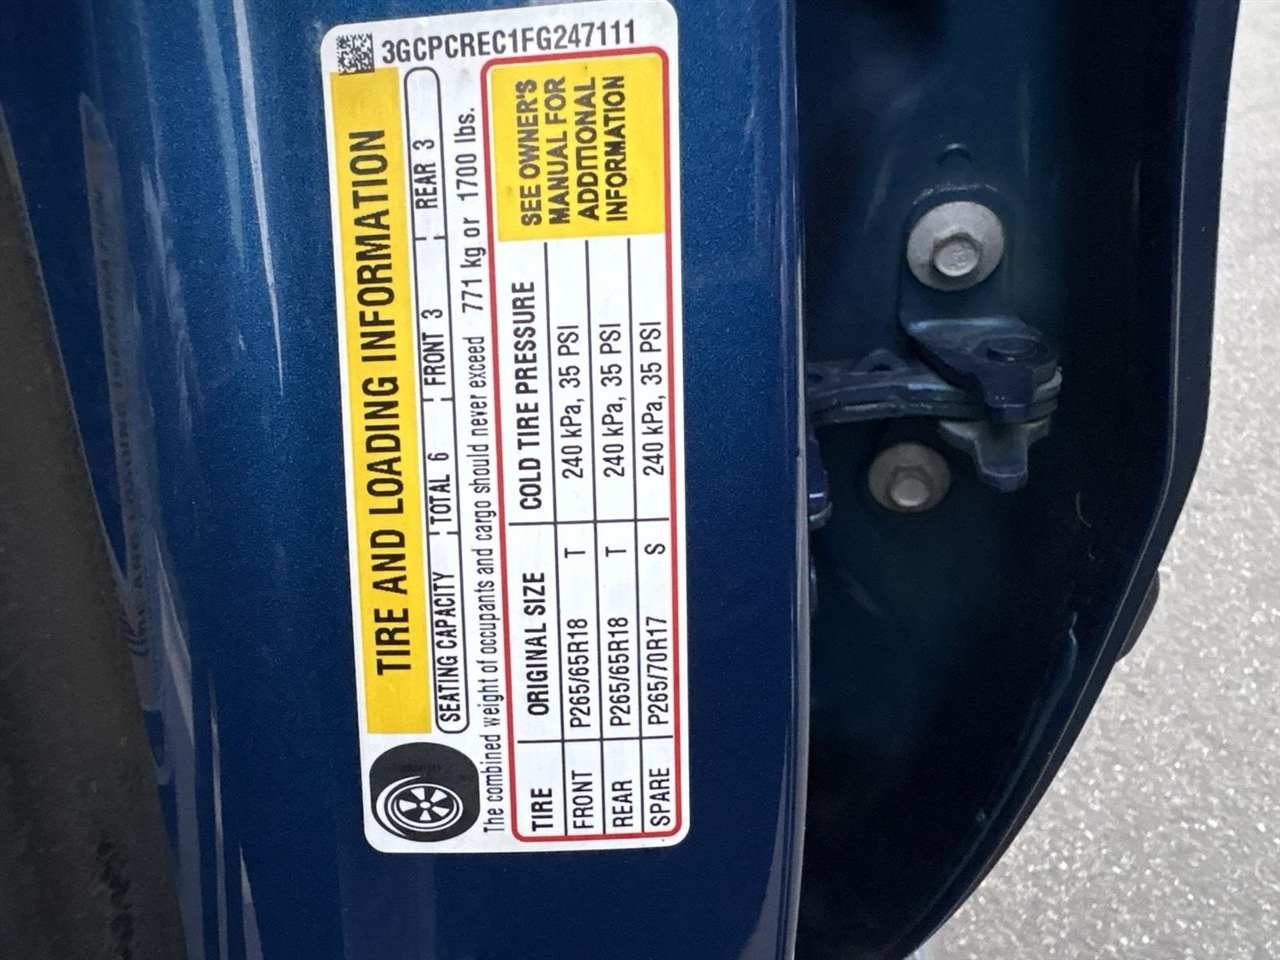 3GCPCREC1FG247111
TIRE AND LOADING INFORMATION
SEATING CAPACITY TOTAL 6 FRONT 3 REAR 3
The combined weight of occupants and cargo should never exceed 771 kg or 1700 lbs.
TIRE ORIGINAL SIZE COLD TIRE PRESSURE
FRONT P265/65R18 T 240 kPa, 35 PSI
REAR P265/65R18 T 240 kPa, 35 PSI
SPARE P265/70R17 S 240 kPa, 35 PSI
SEE OWNER'S
MANUAL FOR
ADDITIONAL
INFORMATION